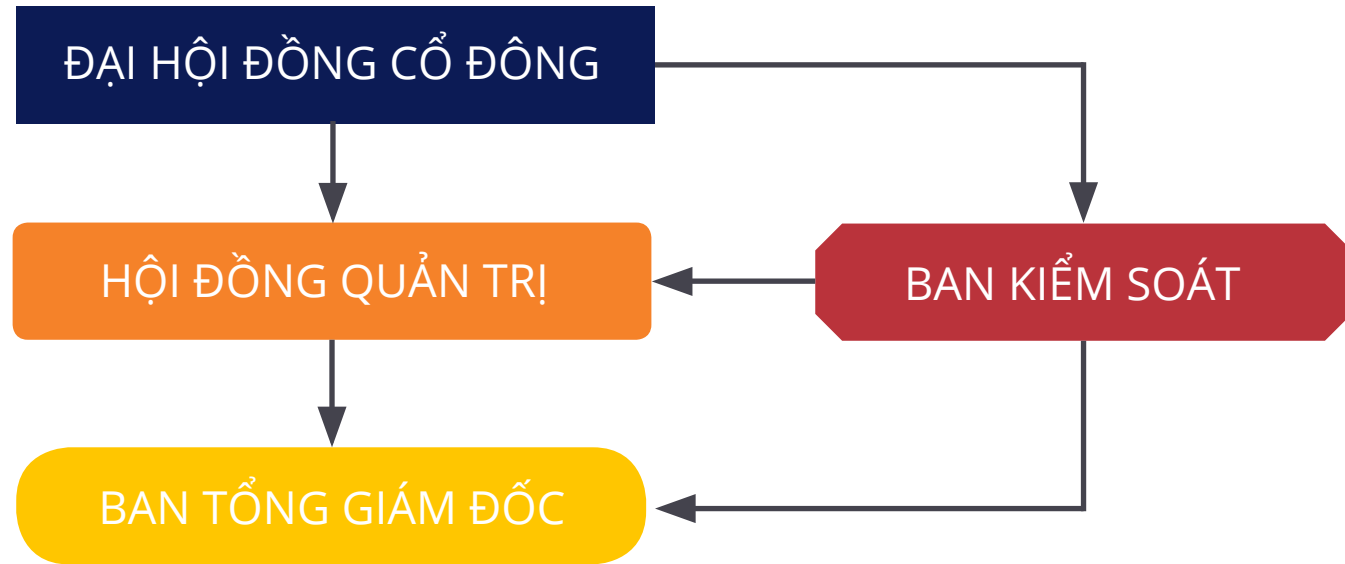 ĐẠI HỘI ĐỒNG CỔ ĐÔNG
HỘI ĐỒNG QUẢN TRỊ
BAN KIỂM SOÁT
BAN TỔNG GIÁM ĐỐC